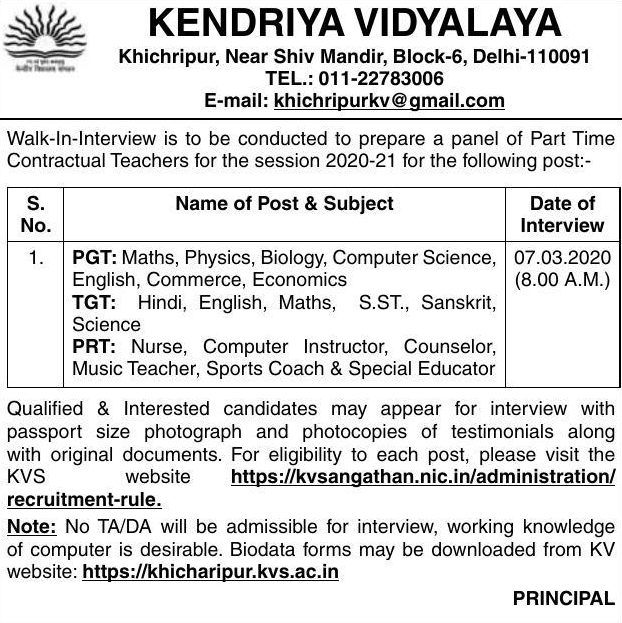 KENDRIYA VIDYALAYA
Khichripur, Near Shiv Mandir, Block-6, Delhi-110091
TEL.: 011-22783006
E-mail: khichripurkv@gmail.com
Walk-In-Interview is to be conducted to prepare a panel of Part Time
Contractual Teachers for the session 2020-21 for the following post:-
S. No. Name of Post & Subject Date of Interview
1. PGT: Maths, Physics, Biology, Computer Science, 07.03.2020
English, Commerce, Economics (8.00 A.M.)
TGT: Hindi, English, Maths, S.ST., Sanskrit,
Science
PRT: Nurse, Computer Instructor, Counselor,
Music Teacher, Sports Coach & Special Educator
Qualified & Interested candidates may appear for interview with
passport size photograph and photocopies of testimonials along
with original documents. For eligibility to each post, please visit the
KVS website https://kvsangathan.nic.in/administration/
recruitment-rule.
Note: No TA/DA will be admissible for interview, working knowledge
of computer is desirable. Biodata forms may be downloaded from KV
website: https://khicharipur.kvs.ac.in
PRINCIPAL